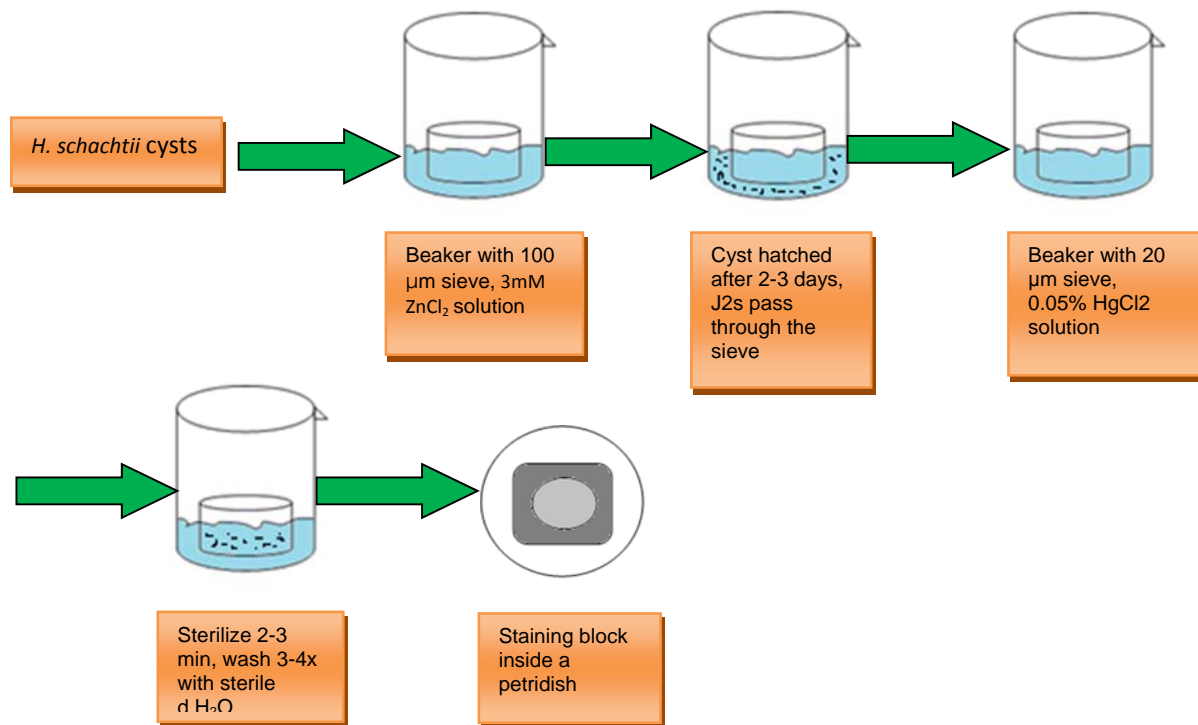 H. schachtii cysts
Beaker with 100
µm sieve, 3mM
ZnCl₂ solution
Cyst hatched
after 2-3 days,
J2s pass
through the
sieve
Beaker with 20
µm sieve,
0.05% HgCl2
solution
Sterilize 2-3
min, wash 3-4x
with sterile
d H₂O
Staining block
inside a
petridish